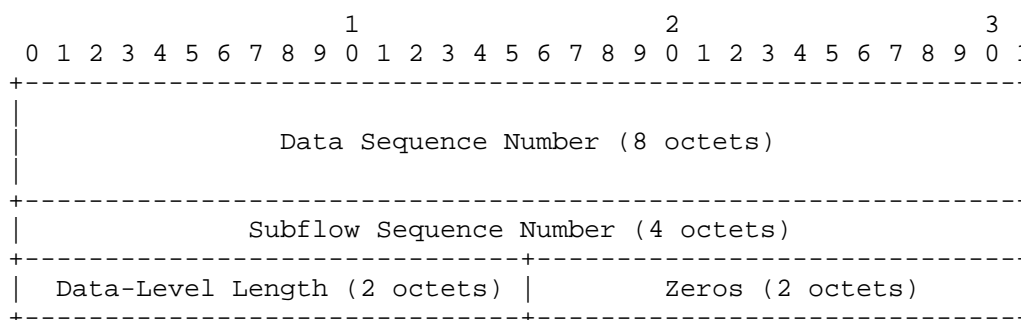 1 2 3
0 1 2 3 4 5 6 7 8 9 0 1 2 3 4 5 6 7 8 9 0 1 2 3 4 5 6 7 8 9 0 1
Data Sequence Number (8 octets)
Subflow Sequence Number (4 octets)
Data-Level Length (2 octets) | Zeros (2 octets)